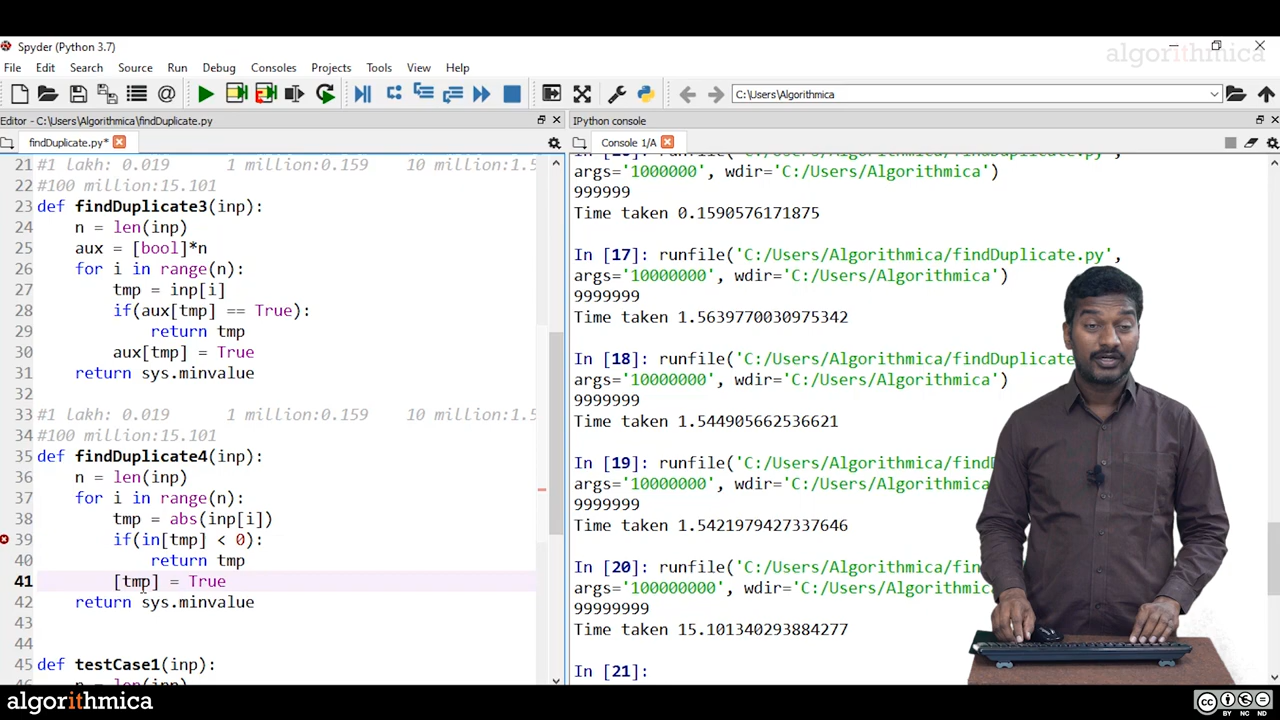 algorithmica
Spyder (Python 3.7)
File Edit Search Source Run Debug Consoles Projects Tools View Help
C:\Users\Algorithmica
Editor - C:\Users\Algorithmica\findDuplicate.py
IPython console
findDuplicate.py*
Console 1/A
21 #1 lakh: 0.019 1 million:0.159 10 million:1.5
22 #100 million:15.101
23 def findDuplicate3(inp):
24 n = len(inp)
25 aux = [bool]*n
26 for i in range(n):
27 tmp = inp[i]
28 if(aux[tmp] == True):
29 return tmp
30 aux[tmp] = True
31 return sys.minvalue
32
33 #1 lakh: 0.019 1 million:0.159 10 million:1.5
34 #100 million:15.101
35 def findDuplicate4(inp):
36 n = len(inp)
37 for i in range(n):
38 tmp = abs(inp[i])
39 if(in[tmp] < 0):
40 return tmp
41 [tmp] = True
42 return sys.minvalue
43
44
45 def testCase1(inp):
n = len(inp)
args='1000000', wdir='C:/Users/Algorithmica')
999999
Time taken 0.1590576171875
In [17]: runfile('C:/Users/Algorithmica/findDuplicate.py',
args='10000000', wdir='C:/Users/Algorithmica')
9999999
Time taken 1.5639770030975342
In [18]: runfile('C:/Users/Algorithmica/findDuplicate
args='10000000', wdir='C:/Users/Algorithmica')
9999999
Time taken 1.544905662536621
In [19]: runfile('C:/Users/Algorithmica/findD
args='10000000', wdir='C:/Users/Algorithmica'
9999999
Time taken 1.5421979427337646
In [20]: runfile('C:/Users/Algorithmica/findD
args='100000000', wdir='C:/Users/Algorithmica
99999999
Time taken 15.101340293884277
In [21]:
algorithmica
CC BY NC ND